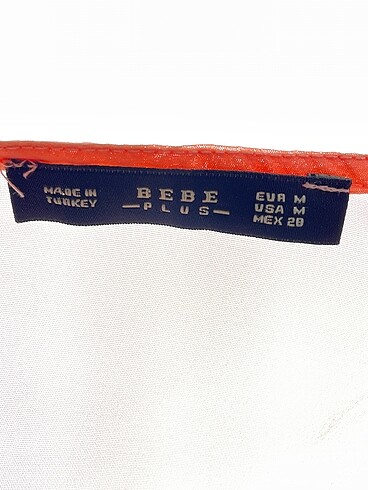 MADE IN
TURKEY
BEBE
PLUS
EUR M
USA M
MEX 28